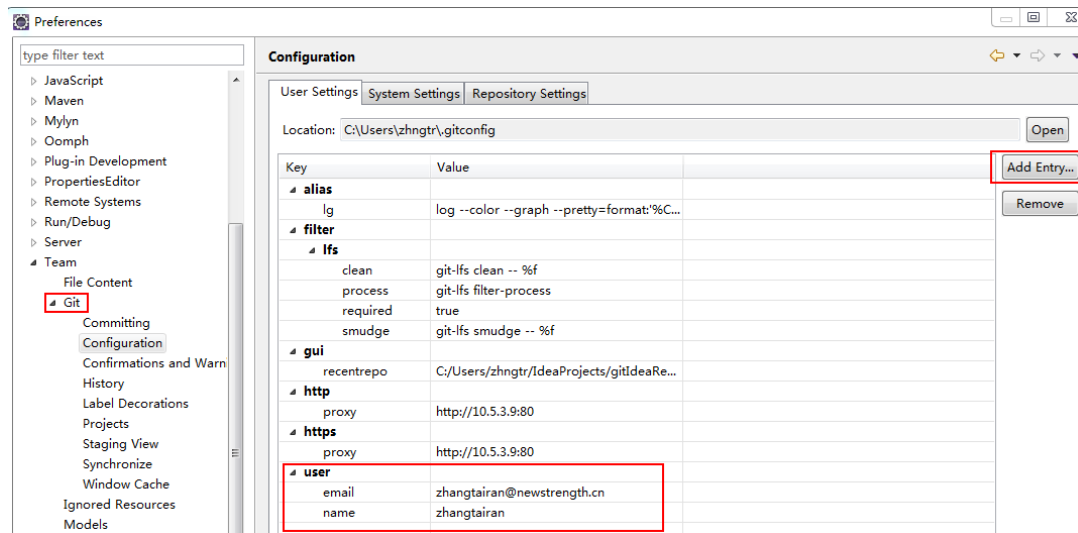 Preferences
type filter text
JavaScript
Maven
Mylyn
Oomph
Plug-in Development
PropertiesEditor
Remote Systems
Run/Debug
Server
Team
File Content
Git
Committing
Configuration
Confirmations and Warn
History
Label Decorations
Projects
Staging View
Synchronize
Window Cache
Ignored Resources
Models
Configuration
User Settings System Settings Repository Settings
Location: C:\Users\zhngtr\.gitconfig Open
Key Value Add Entry...
alias
lg log --color --graph --pretty=format:'%C... Remove
filter
lfs
clean git-lfs clean -- %f
process git-lfs filter-process
required true
smudge git-lfs smudge -- %f
gui
recentrepo C:/Users/zhngtr/IdeaProjects/gitIdeaRe...
http
proxy http://10.5.3.9:80
https
proxy http://10.5.3.9:80
user
email zhangtairan@newstrength.cn
name zhangtairan